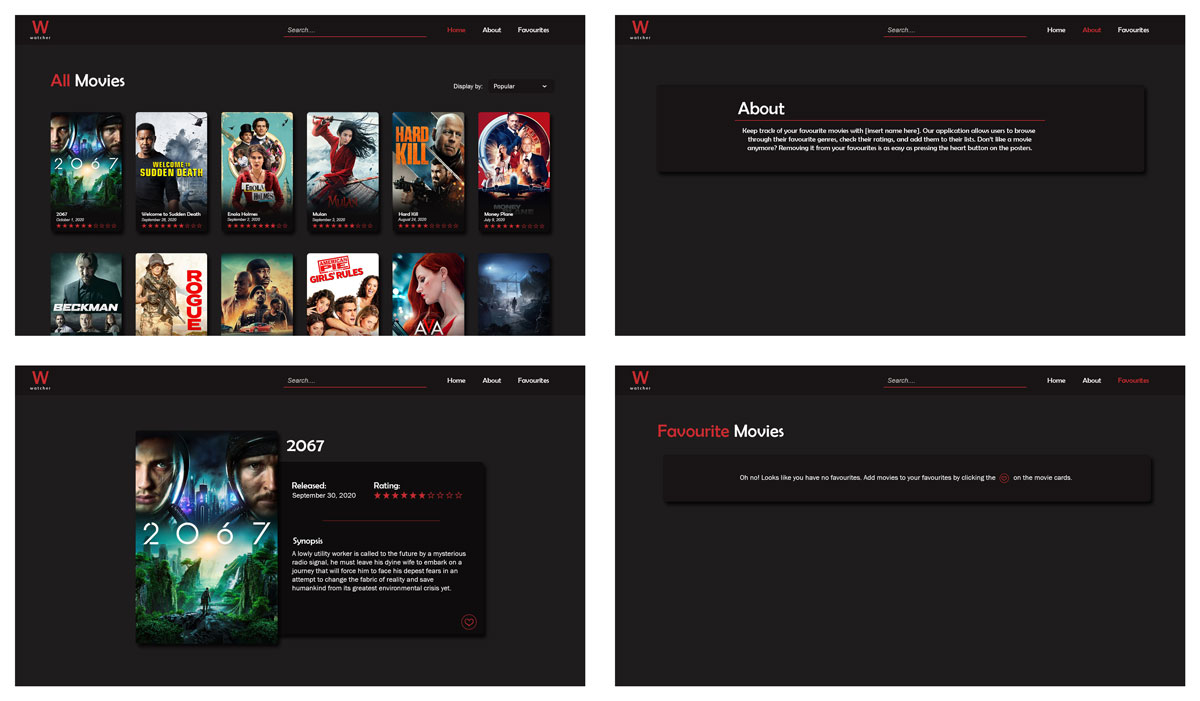 W
watcher
Search....
Home
About
Favourites
All Movies
Display by:
Popular
2067
WELCOME TO
SUDDEN DEATH
ENOLA
HOLMES
MULAN
HARD
KILL
MONEY
PLANE
2067
October 1, 2020
Welcome to Sudden Death
September 28, 2020
Enola Holmes
September 2, 2020
Mulan
September 3, 2020
Hard Kill
August 24, 2020
Money Plane
July 9, 2020
BECKMAN
ROGUE
AMERICAN
PIE
GIRLS' RULES
AVA
W
watcher
Search....
Home
About
Favourites
About
Keep track of your favourite movies with [insert name here]. Our application allows users to browse
through their favourite genres, check their ratings, and add them to their lists. Don't like a movie
anymore? Removing it from your favourites is as easy as pressing the heart button on the posters.
W
watcher
Search....
Home
About
Favourites
2067
2067
Released:
September 30, 2020
Rating:
Synopsis
A lowly utility worker is called to the future by a mysterious
radio signal, he must leave his dyine wife to embark on a
journey that will force him to face his depest fears in an
attempt to change the fabric of reality and save
humankind from its greatest environmental crisis yet.
W
watcher
Search....
Home
About
Favourites
Favourite Movies
Oh no! Looks like you have no favourites. Add movies to your favourites by clicking the on the movie cards.